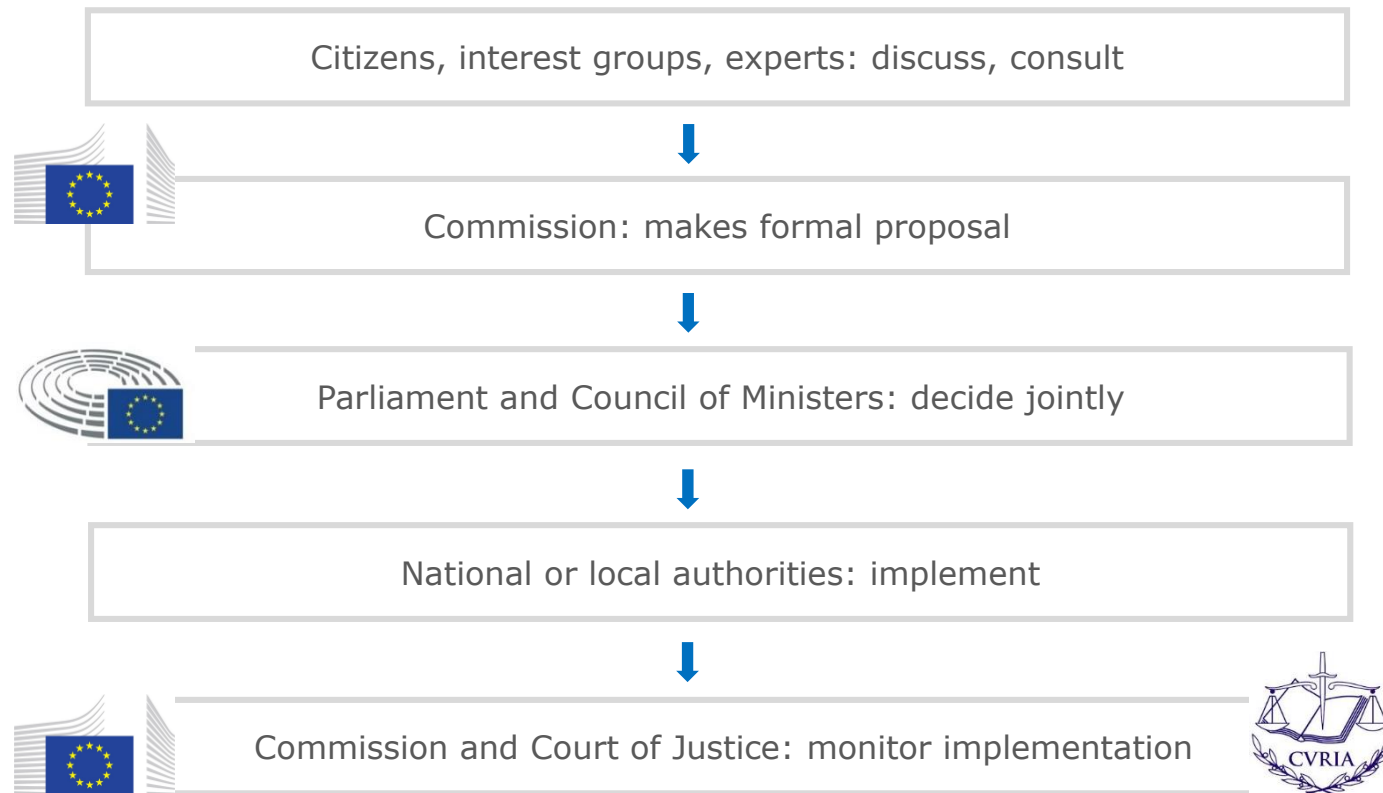 Citizens, interest groups, experts: discuss, consult
Commission: makes formal proposal
Parliament and Council of Ministers: decide jointly
National or local authorities: implement
Commission and Court of Justice: monitor implementation
CVRIA